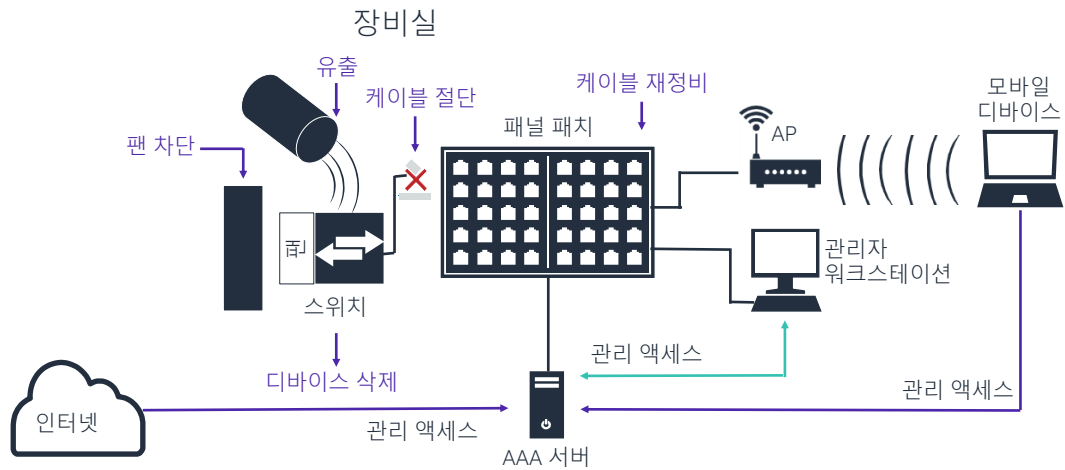 장비실
유출
케이블 절단
케이블 재정비
모바일
디바이스
패널 패치
AP
팬 차단
팬
관리자
워크스테이션
스위치
관리 액세스
디바이스 삭제
관리 액세스
인터넷
관리 액세스
AAA 서버